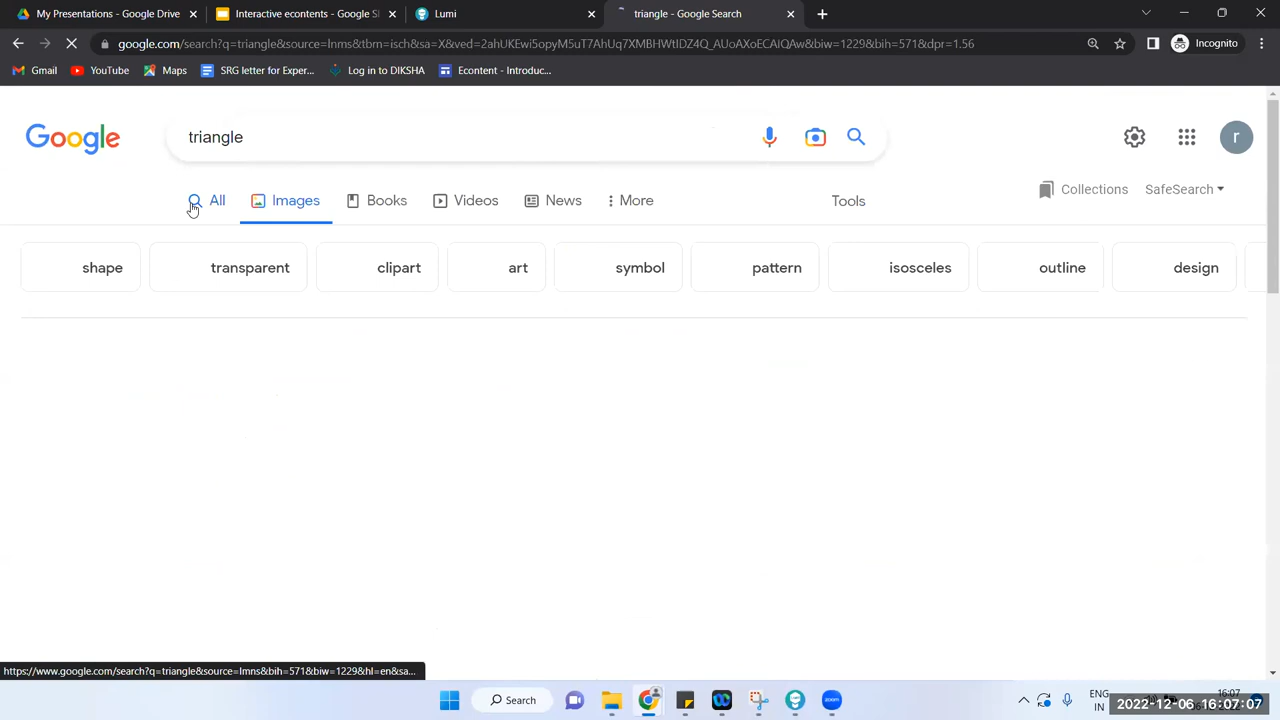 My Presentations - Google Drive
Interactive econtents - Google Sl
Lumi
triangle - Google Search
google.com/search?q=triangle&source=lnms&tbm=isch&sa=X&ved=2ahUKEwi5opyM5uT7AhUq7XMBHWtIDZ4Q_AUoAXoECAIQAw&biw=1229&bih=571&dpr=1.56
Incognito
Gmail
YouTube
Maps
SRG letter for Exper...
Log in to DIKSHA
Econtent - Introduc...
Google
triangle
r
All
Images
Books
Videos
News
More
Tools
Collections
SafeSearch
shape
transparent
clipart
art
symbol
pattern
isosceles
outline
design
https://www.google.com/search?q=triangle&source=lmns&bih=571&biw=1229&hl=en&sa...
Search
zoom
ENG
IN
16:07
2022-12-06 16:07:07